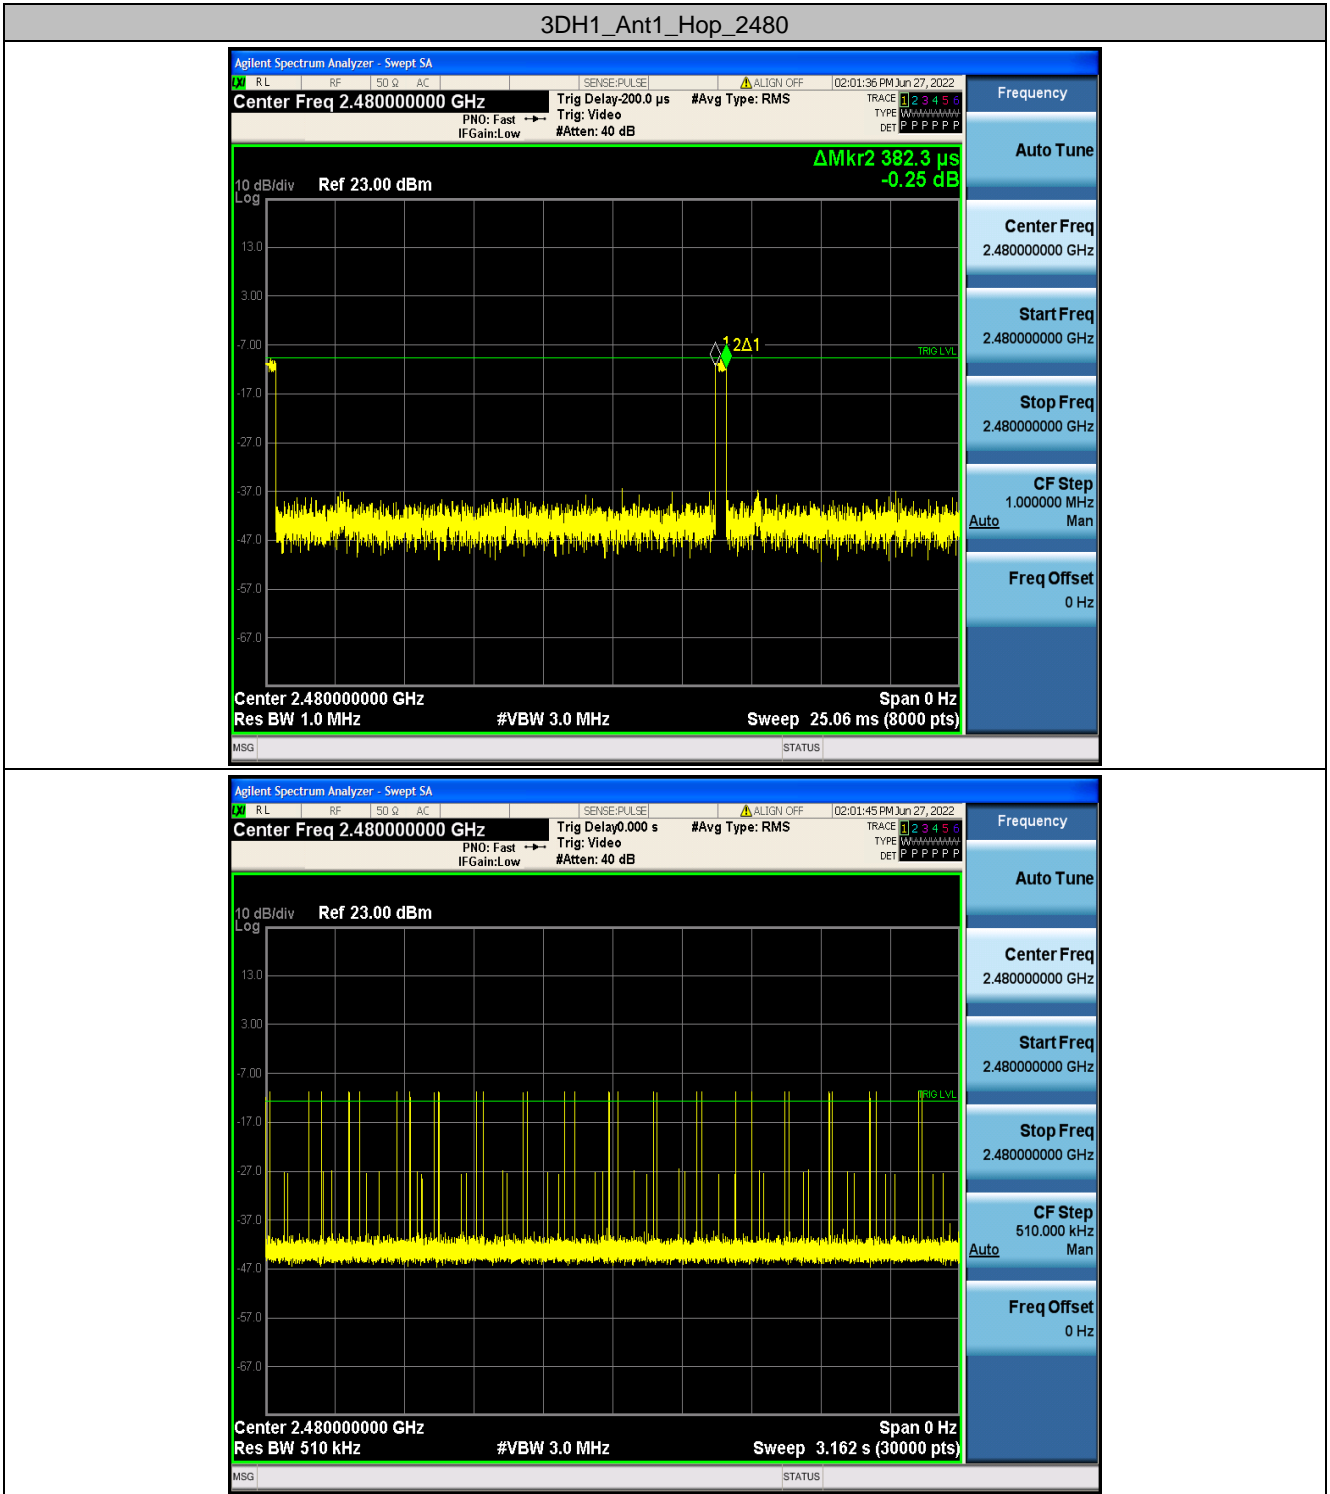 3DH1_Ant1_Hop_2480
Agilent Spectrum Analyzer - Swept SA
LXI RL RF 50 Ω AC SENSE:PULSE ALIGN OFF 02:01:36 PM Jun 27, 2022
Center Freq 2.480000000 GHz
Trig Delay-200.0 µs #Avg Type: RMS TRACE 1 2 3 4 5 6
PNO: Fast Trig: Video TYPE WWWWWW
IFGain:Low #Atten: 40 dB DET P P P P P P
ΔMkr2 382.3 µs
-0.25 dB
10 dB/div Ref 23.00 dBm
Log
13.0
3.00
-7.00
-17.0
-27.0
-37.0
-47.0
-57.0
-67.0
1 2Δ1
TRIG LVL
Center 2.480000000 GHz Span 0 Hz
Res BW 1.0 MHz #VBW 3.0 MHz Sweep 25.06 ms (8000 pts)
MSG STATUS
Frequency
Auto Tune
Center Freq
2.480000000 GHz
Start Freq
2.480000000 GHz
Stop Freq
2.480000000 GHz
CF Step
1.000000 MHz
Auto Man
Freq Offset
0 Hz
Agilent Spectrum Analyzer - Swept SA
LXI RL RF 50 Ω AC SENSE:PULSE ALIGN OFF 02:01:45 PM Jun 27, 2022
Center Freq 2.480000000 GHz
Trig Delay0.000 s #Avg Type: RMS TRACE 1 2 3 4 5 6
PNO: Fast Trig: Video TYPE WWWWWW
IFGain:Low #Atten: 40 dB DET P P P P P P
10 dB/div Ref 23.00 dBm
Log
13.0
3.00
-7.00
-17.0
-27.0
-37.0
-47.0
-57.0
-67.0
TRIG LVL
Center 2.480000000 GHz Span 0 Hz
Res BW 510 kHz #VBW 3.0 MHz Sweep 3.162 s (30000 pts)
MSG STATUS
Frequency
Auto Tune
Center Freq
2.480000000 GHz
Start Freq
2.480000000 GHz
Stop Freq
2.480000000 GHz
CF Step
510.000 kHz
Auto Man
Freq Offset
0 Hz